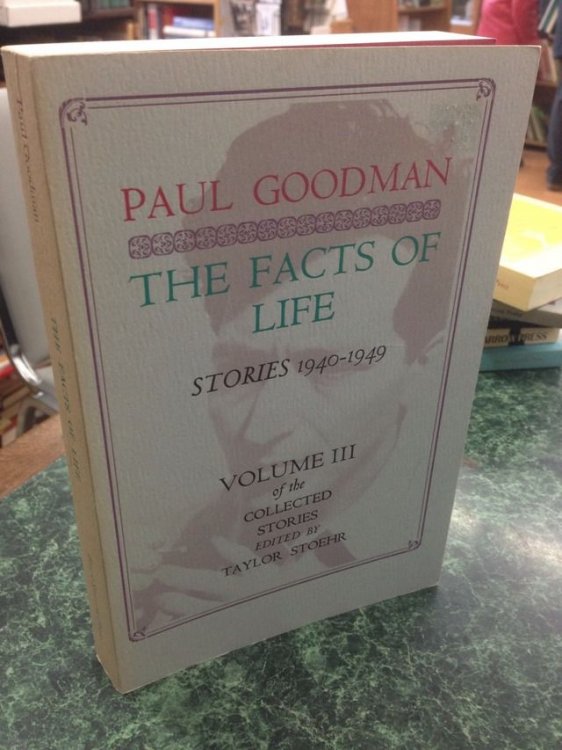 PAUL GOODMAN
THE FACTS OF
LIFE
STORIES 1940-1949
VOLUME III
of the
COLLECTED
STORIES
EDITED BY
TAYLOR STOEHR
Paul Goodman
THE FACTS OF LIFE
PRESS